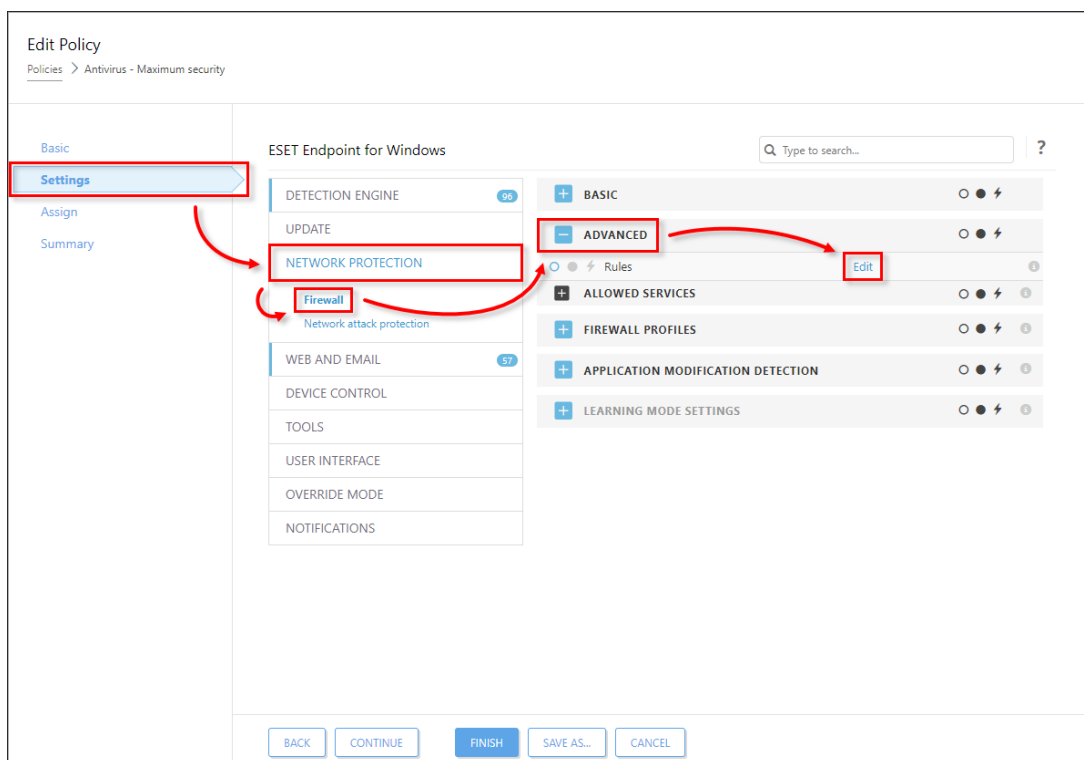 Edit Policy
Policies > Antivirus - Maximum security
Basic
Settings
Assign
Summary
ESET Endpoint for Windows
Type to search...
?
DETECTION ENGINE 96
UPDATE
NETWORK PROTECTION
Firewall
Network attack protection
WEB AND EMAIL 57
DEVICE CONTROL
TOOLS
USER INTERFACE
OVERRIDE MODE
NOTIFICATIONS
BASIC
ADVANCED
Rules Edit
ALLOWED SERVICES
FIREWALL PROFILES
APPLICATION MODIFICATION DETECTION
LEARNING MODE SETTINGS
BACK CONTINUE FINISH SAVE AS... CANCEL